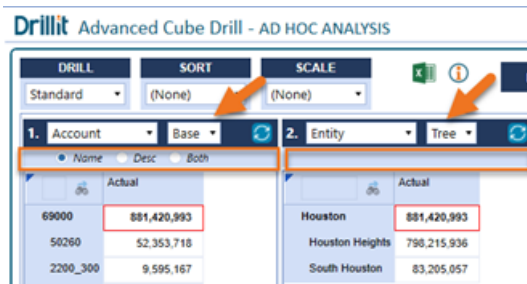 Drillit Advanced Cube Drill - AD HOC ANALYSIS
DRILL SORT SCALE
Standard (None) (None)
1. Account Base 2. Entity Tree
Name Desc Both
Actual Actual
69000 881,420,993 Houston 881,420,993
50260 52,353,718 Houston Heights 798,215,936
2200_300 9,595,167 South Houston 83,205,057